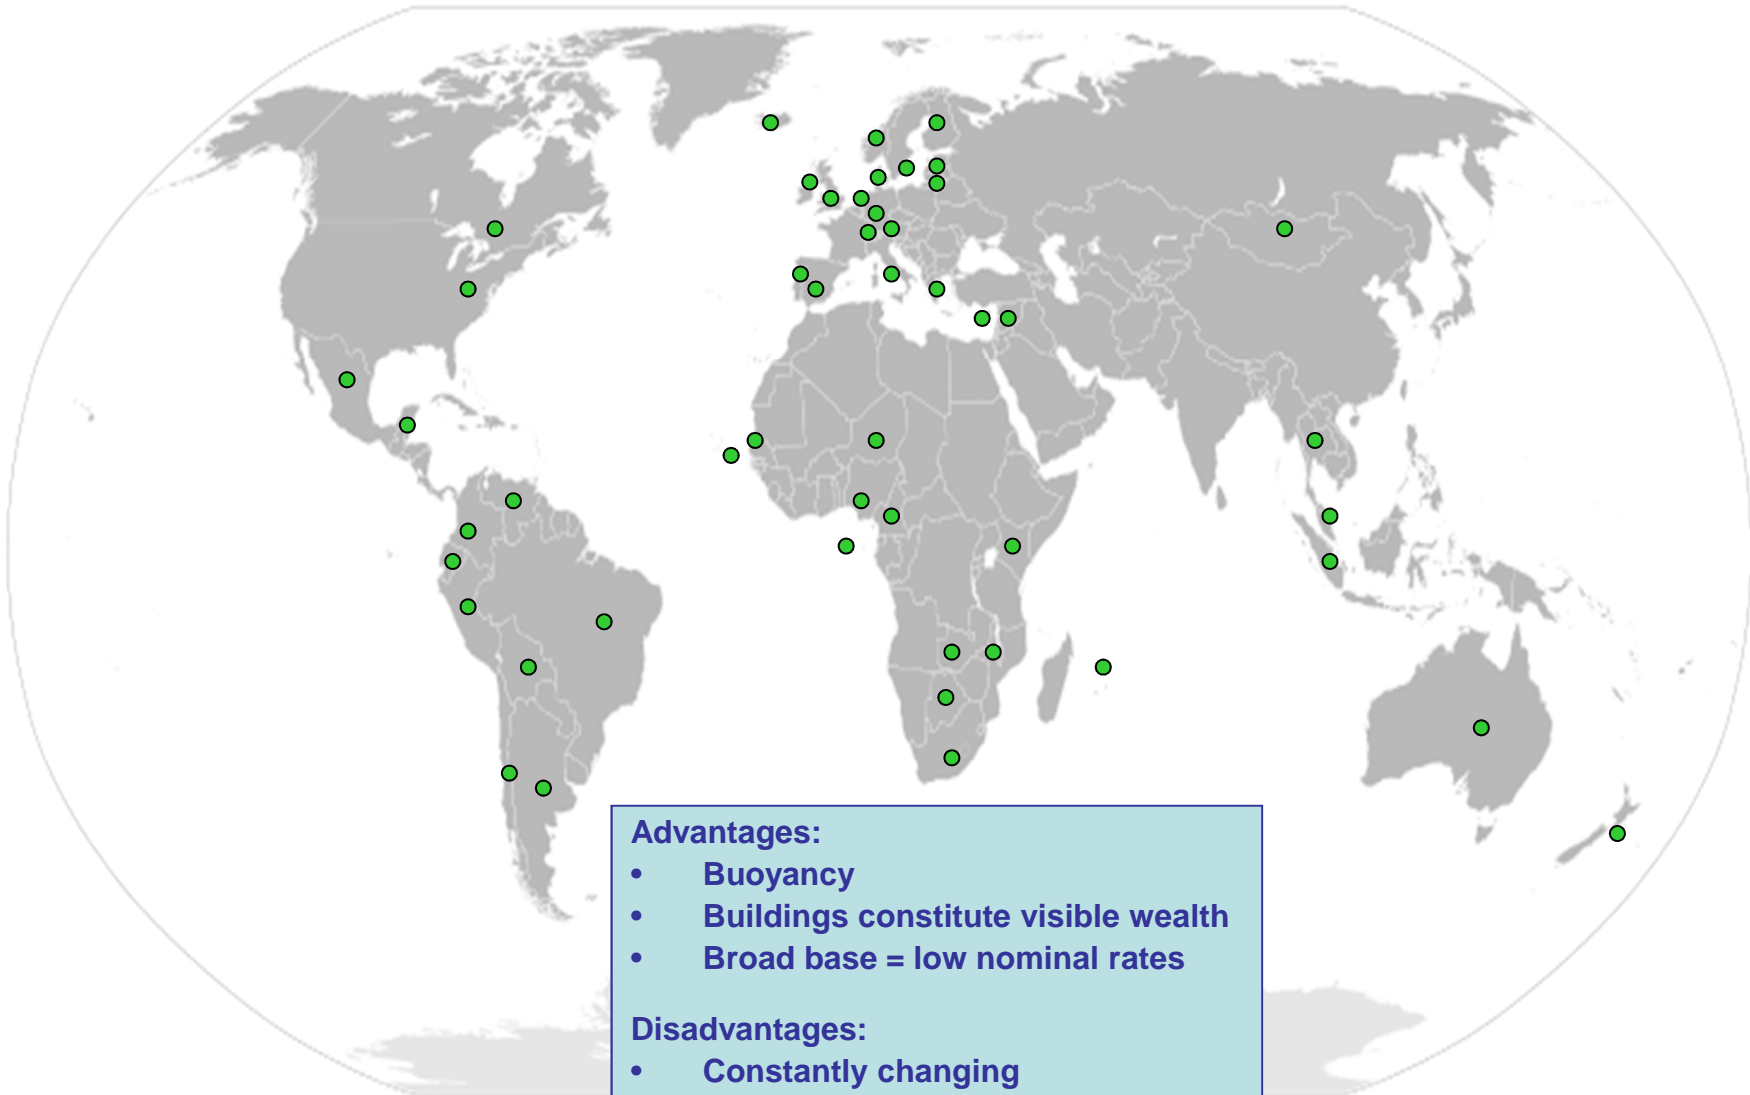 Advantages:
• Buoyancy
• Buildings constitute visible wealth
• Broad base = low nominal rates
Disadvantages:
• Constantly changing